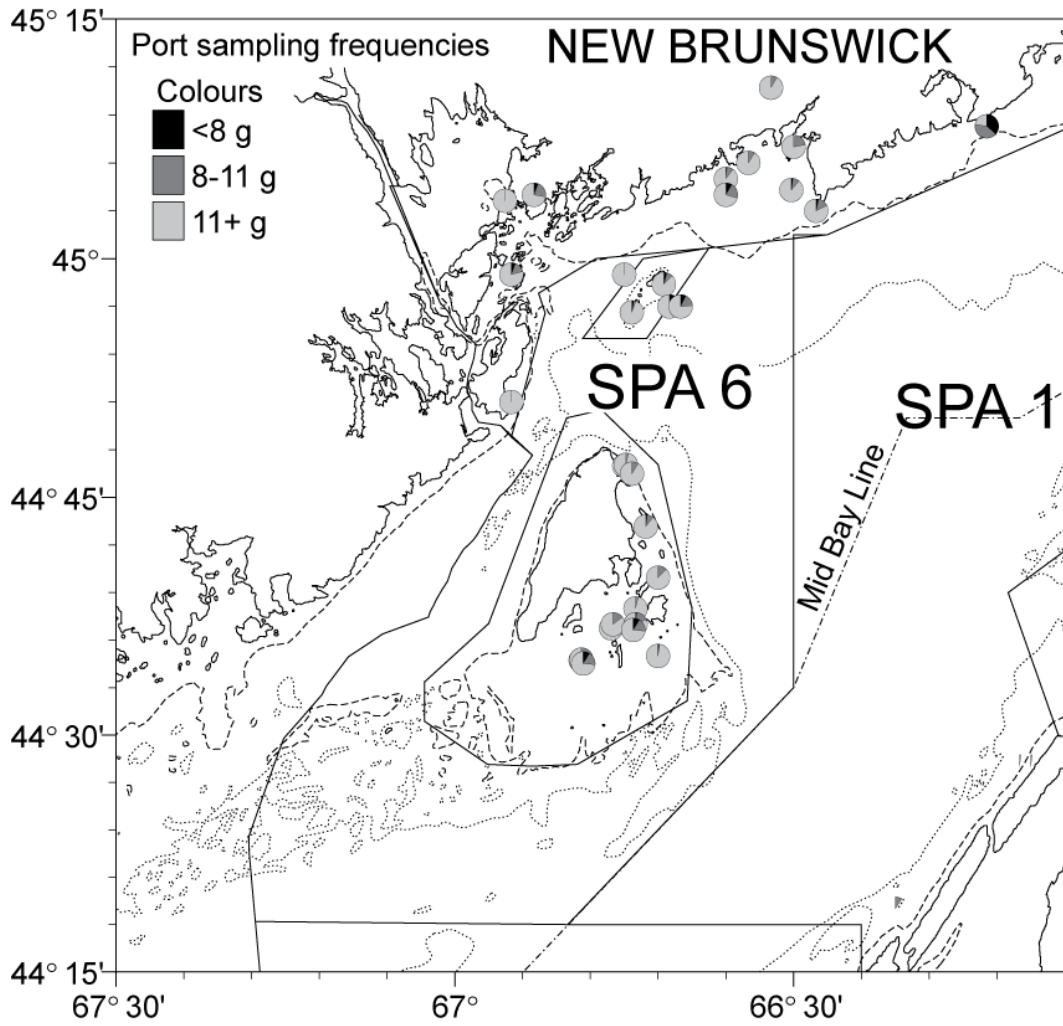 45° 15'
Port sampling frequencies
NEW BRUNSWICK
Colours
<8 g
8-11 g
11+ g
45°
SPA 6
SPA 1
Mid Bay Line
44° 45'
44° 30'
44° 15'
67° 30'
67°
66° 30'